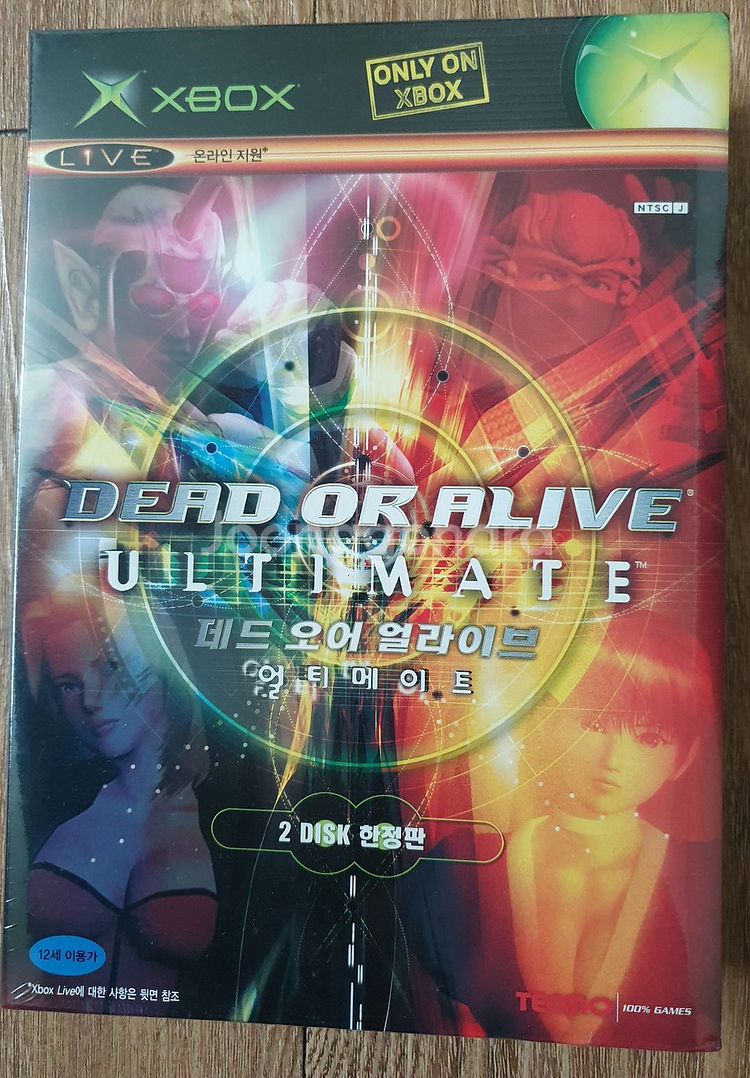 XBOX
ONLY ON
XBOX
LIVE
온라인 지원*
NTSC J
DEAD OR ALIVE®
ULTIMATE™
데드 오어 얼라이브
얼티메이트
2 DISK 한정판
12세 이용가
*Xbox Live에 대한 사항은 뒷면 참조
TECMO
100% GAMES